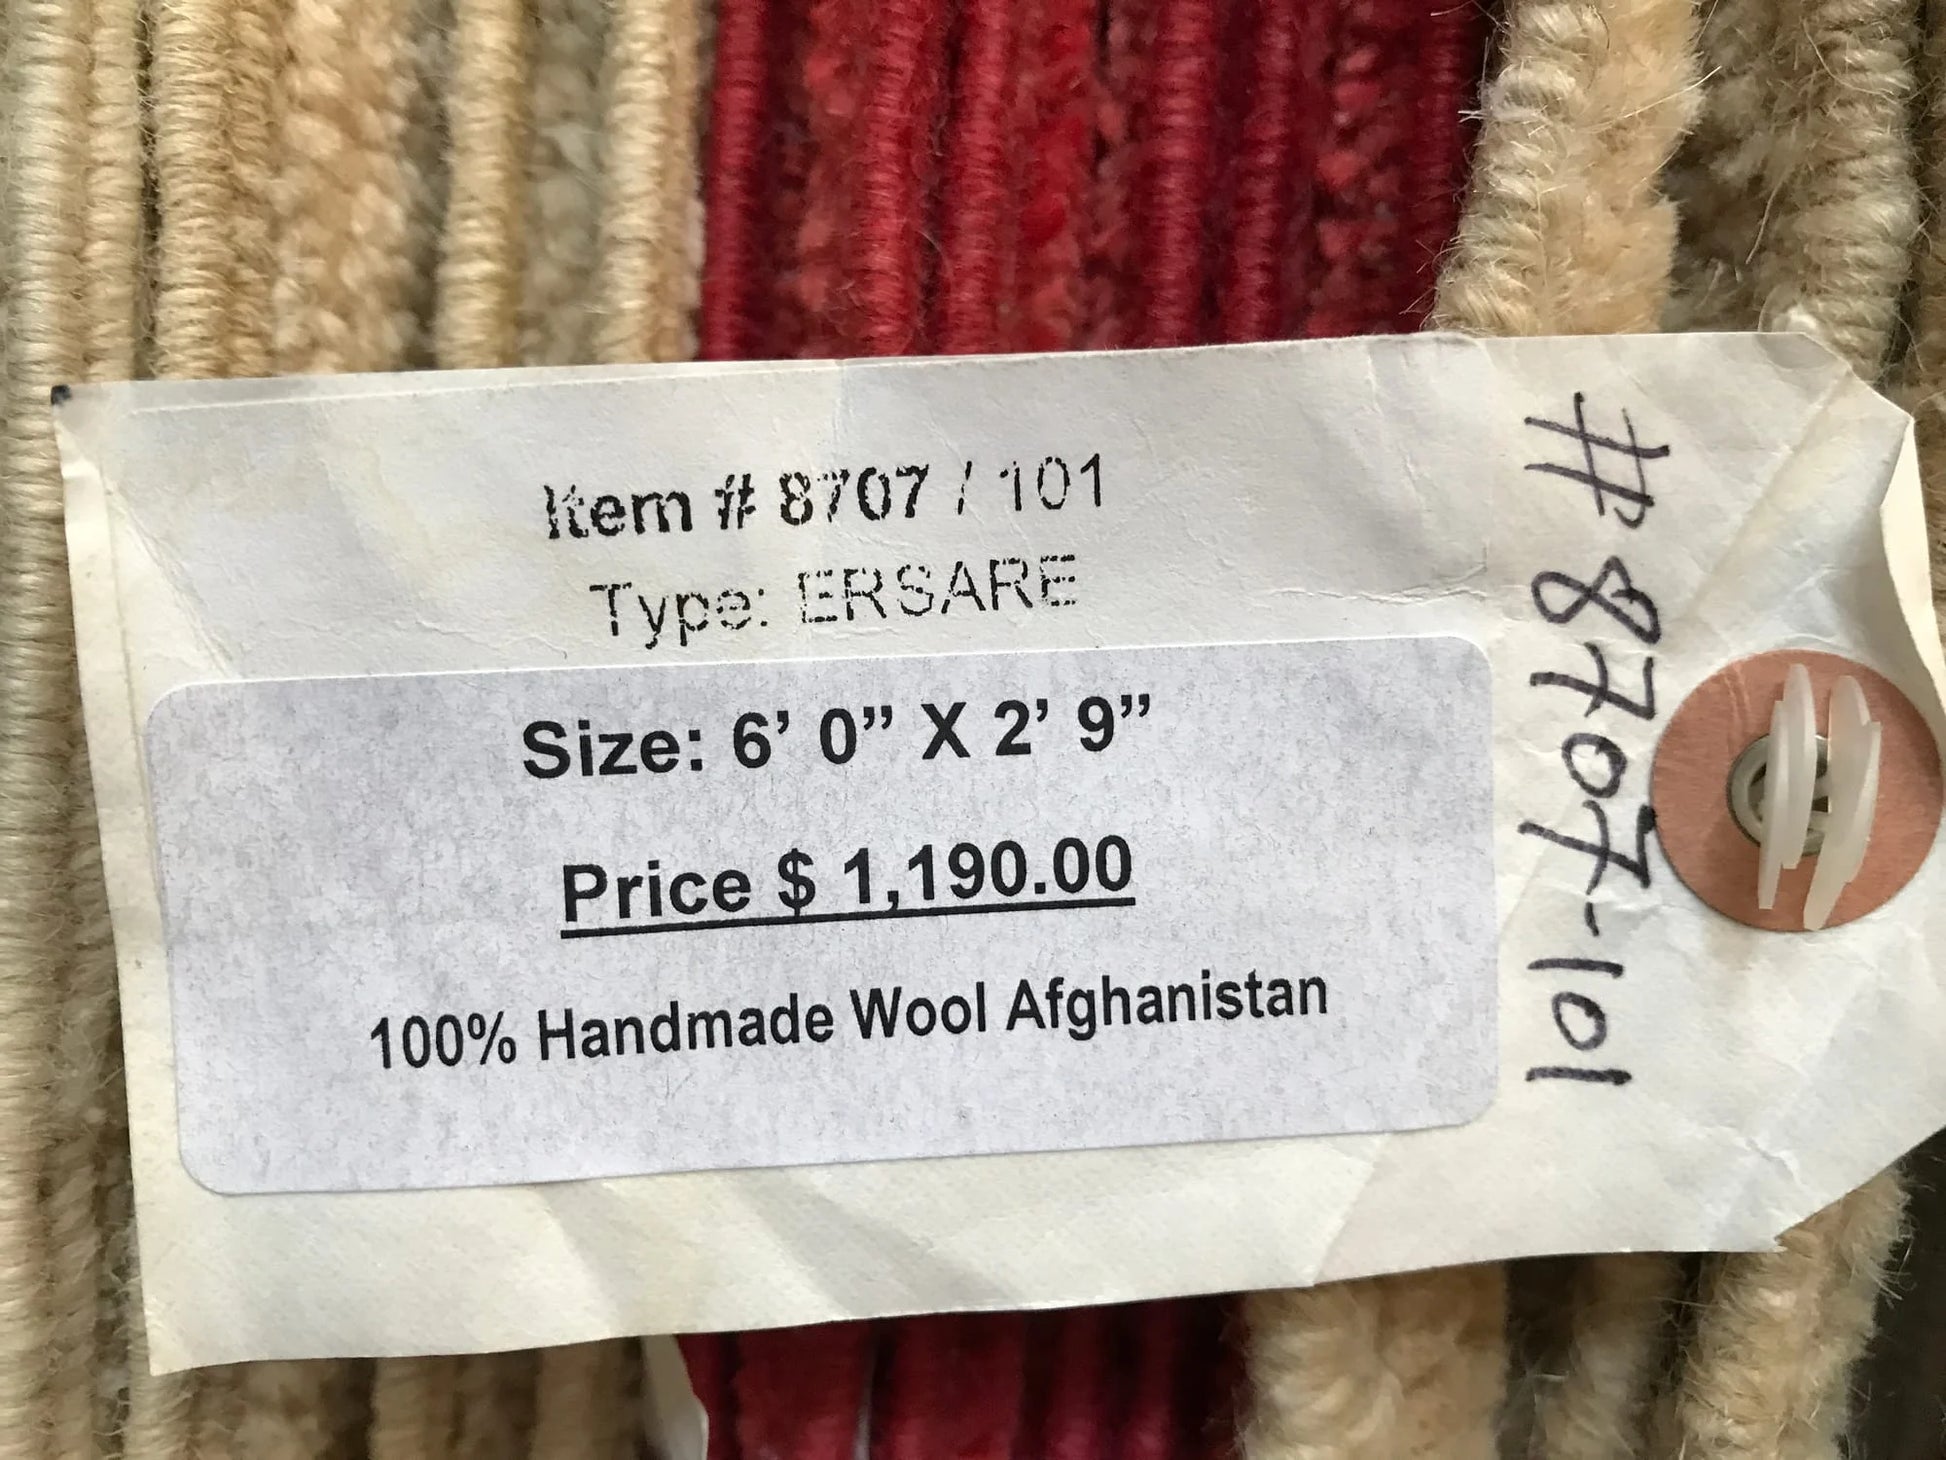 Item # 8707 / 101
Type: ERSARE
Size: 6’ 0” X 2’ 9”
Price $ 1,190.00
100% Handmade Wool Afghanistan
# 8707-101